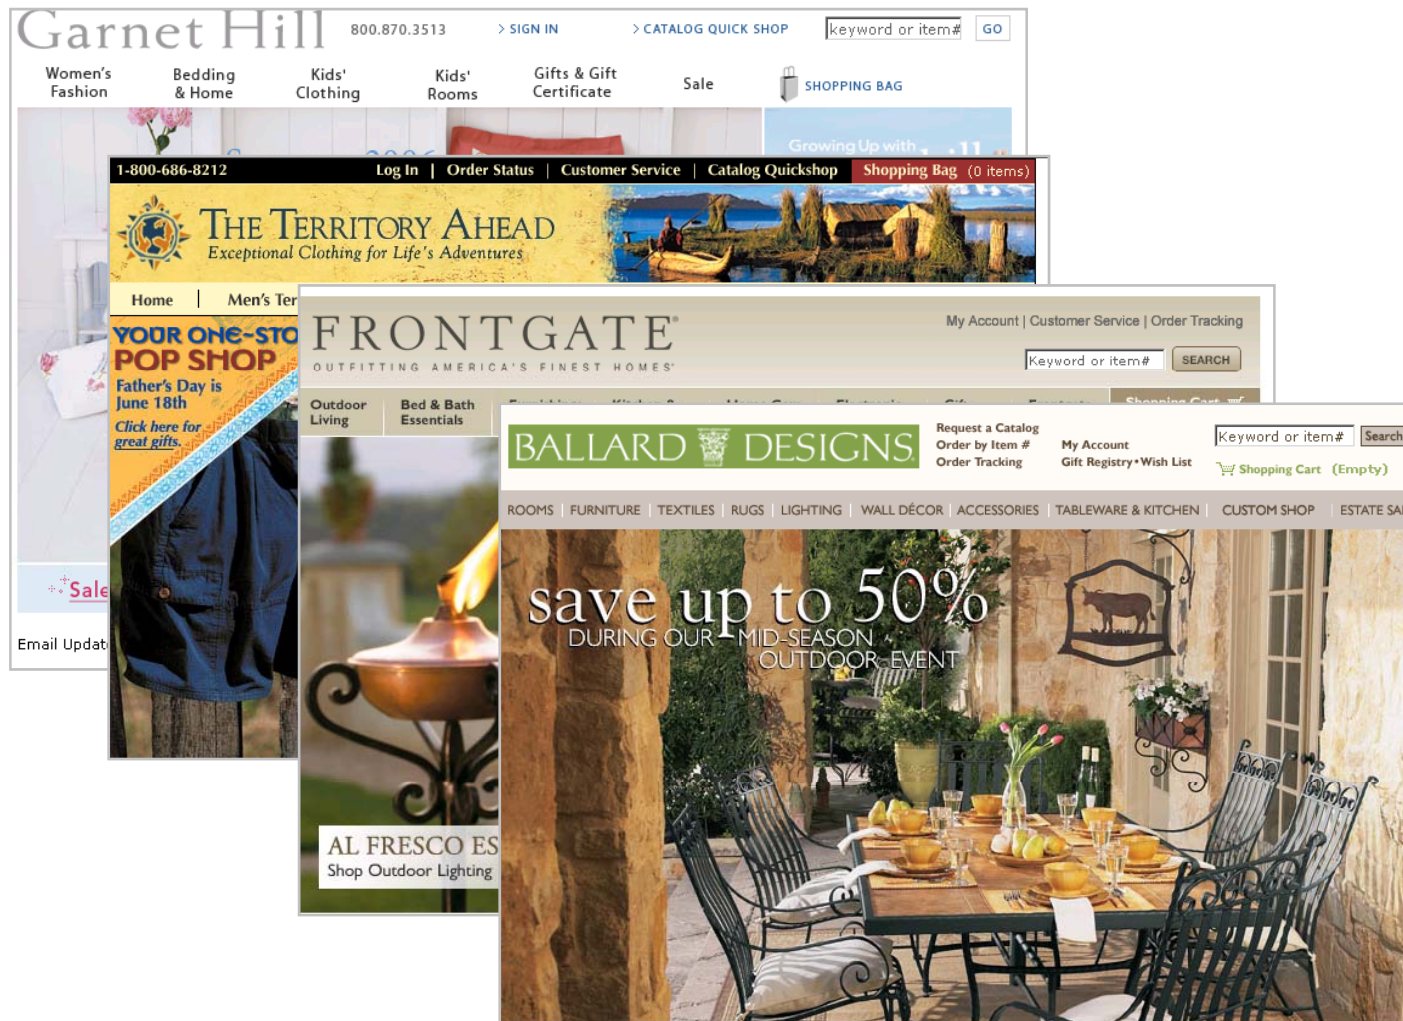 Garnet Hill
800.870.3513
> SIGN IN
> CATALOG QUICK SHOP
keyword or item#
GO
Women's Fashion
Bedding & Home
Kids' Clothing
Kids' Rooms
Gifts & Gift Certificate
Sale
SHOPPING BAG
2006
Growing Up with
Sale
Email Updat
1-800-686-8212
Log In | Order Status | Customer Service | Catalog Quickshop
Shopping Bag (0 items)
THE TERRITORY AHEAD
Exceptional Clothing for Life's Adventures
Home | Men's Ter
YOUR ONE-STO
POP SHOP
Father's Day is
June 18th
Click here for
great gifts.
FRONTGATE®
OUTFITTING AMERICA'S FINEST HOMES®
My Account | Customer Service | Order Tracking
Keyword or item#
SEARCH
Outdoor Living
Bed & Bath Essentials
Shopping Cart
AL FRESCO ES
Shop Outdoor Lighting
BALLARD DESIGNS
Request a Catalog
Order by Item #
Order Tracking
My Account
Gift Registry•Wish List
Keyword or item#
Search
Shopping Cart (Empty)
ROOMS | FURNITURE | TEXTILES | RUGS | LIGHTING | WALL DÉCOR | ACCESSORIES | TABLEWARE & KITCHEN | CUSTOM SHOP | ESTATE SA
save up to 50%
DURING OUR MID-SEASON
OUTDOOR EVENT